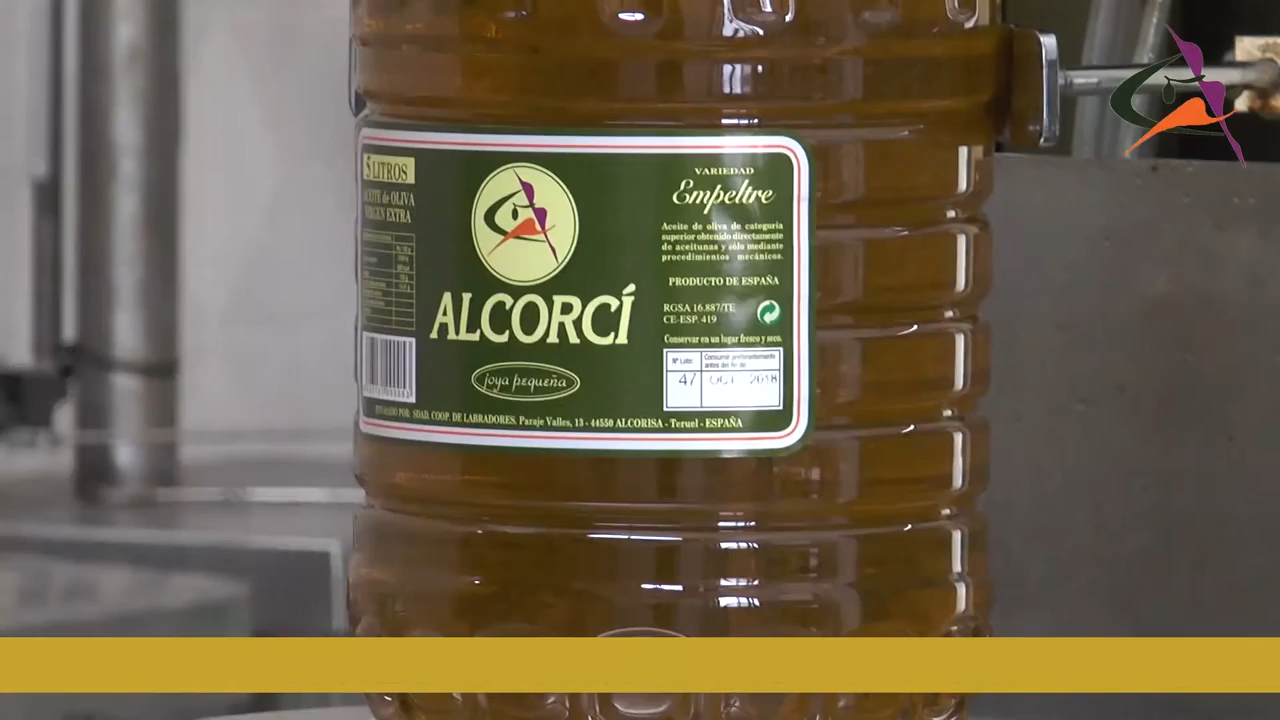 5 LITROS
ACEITE de OLIVA
VIRGEN EXTRA
ALCORCÍ
joya pequeña
VARIEDAD
Empeltre
Aceite de oliva de categoría
superior obtenido directamente
de aceitunas y sólo mediante
procedimientos mecánicos.
PRODUCTO DE ESPAÑA
RGSA 16.887/TE
CE-ESP. 419
Conservar en un lugar fresco y seco.
Nº Lote: Consumir preferentemente
antes del fin de:
47 OCT 2018
ENVASADO POR: SDAD. COOP. DE LABRADORES. Paraje Valles, 13 - 44550 ALCORISA - Teruel - ESPAÑA